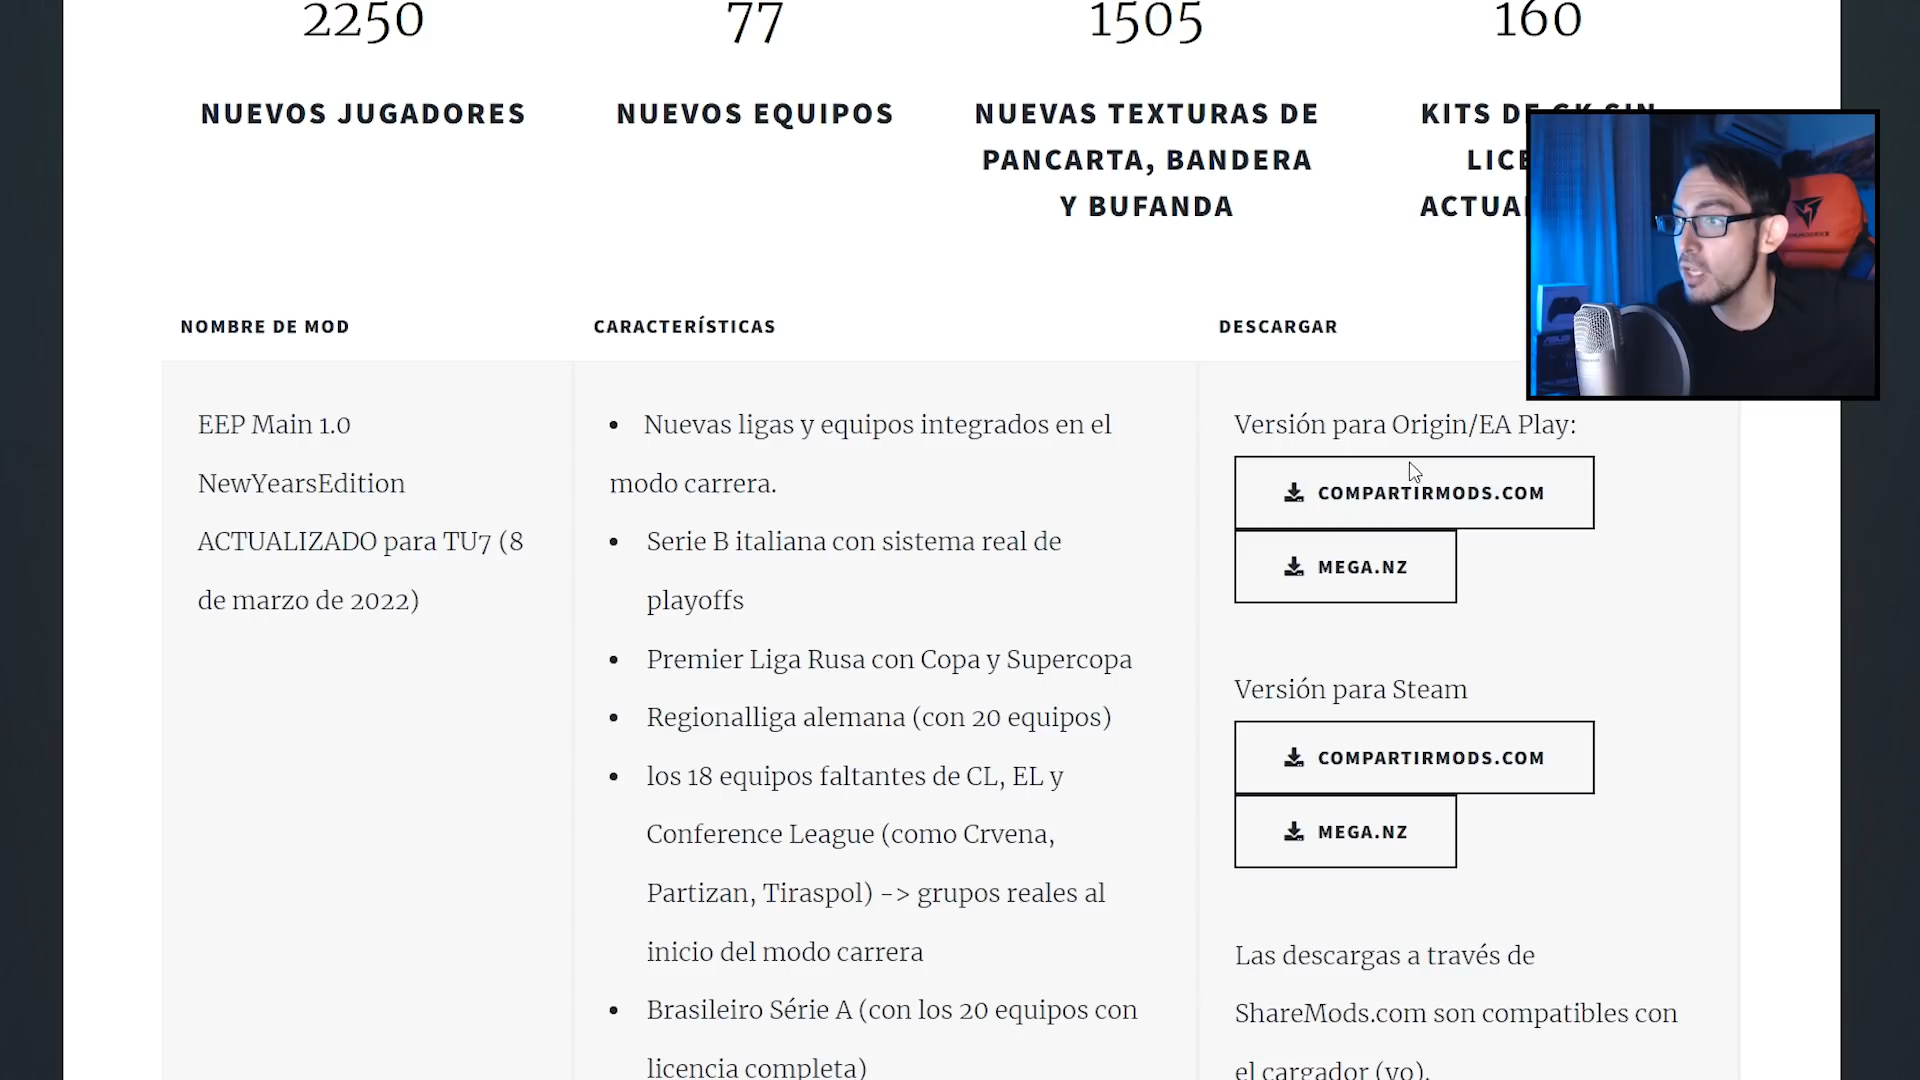 2250
77
1505
160
NUEVOS JUGADORES
NUEVOS EQUIPOS
NUEVAS TEXTURAS DE
PANCARTA, BANDERA
Y BUFANDA
KITS DE GK SIN
NOMBRE DE MOD
CARACTERÍSTICAS
DESCARGAR
EEP Main 1.0
NewYearsEdition
ACTUALIZADO para TU7 (8
de marzo de 2022)
• Nuevas ligas y equipos integrados en el
modo carrera.
• Serie B italiana con sistema real de
playoffs
• Premier Liga Rusa con Copa y Supercopa
• Regionalliga alemana (con 20 equipos)
• los 18 equipos faltantes de CL, EL y
Conference League (como Crvena,
Partizan, Tiraspol) -> grupos reales al
inicio del modo carrera
• Brasileiro Série A (con los 20 equipos con
licencia completa)
Versión para Origin/EA Play:
COMPARTIRMODS.COM
MEGA.NZ
Versión para Steam
COMPARTIRMODS.COM
MEGA.NZ
Las descargas a través de
ShareMods.com son compatibles con
el cargador (yo).